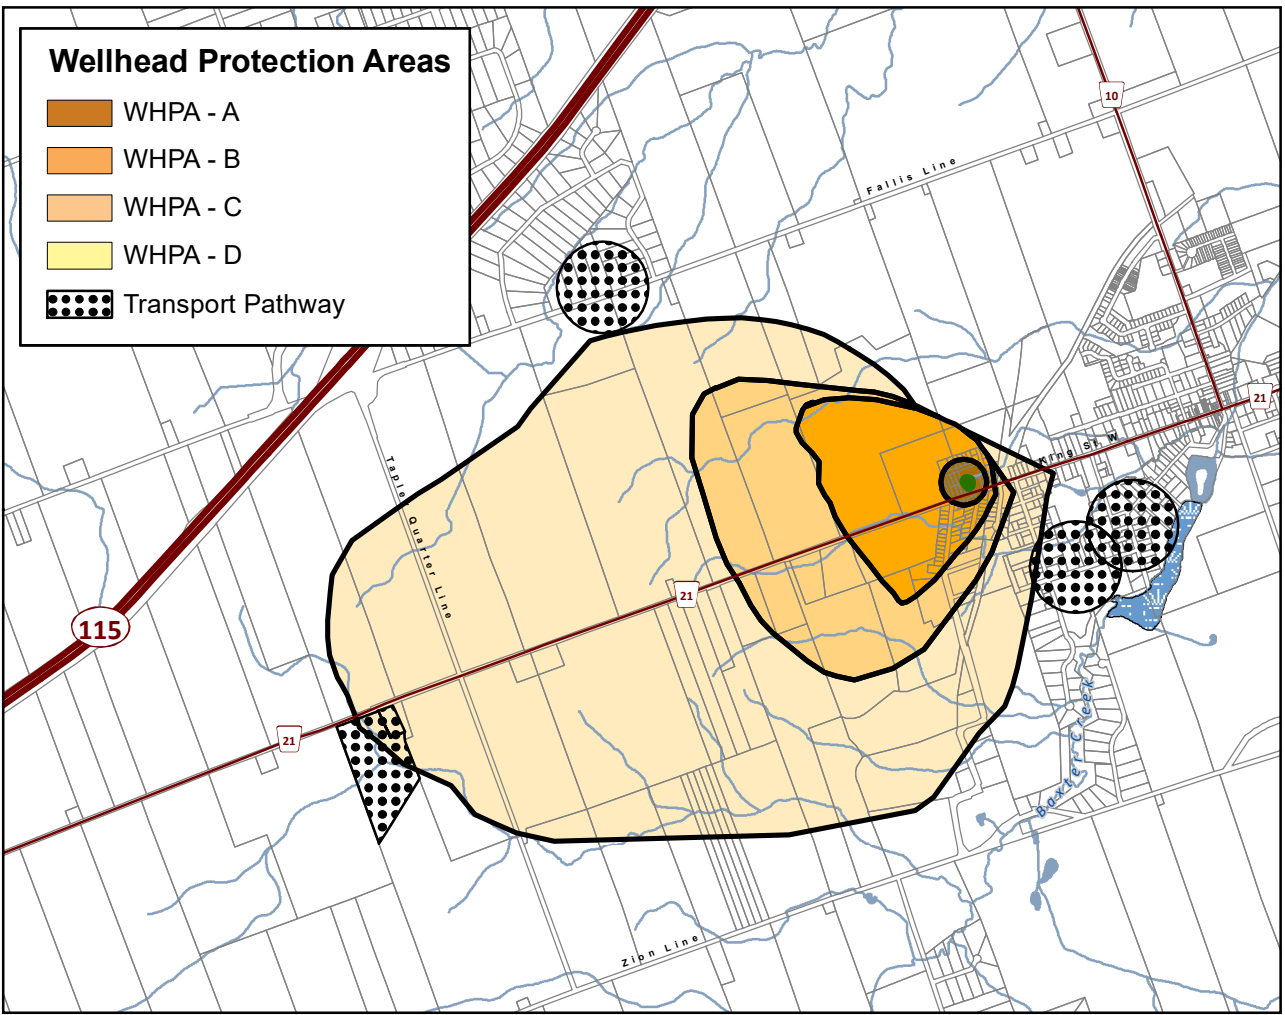 Wellhead Protection Areas
WHPA - A
WHPA - B
WHPA - C
WHPA - D
Transport Pathway
10
Fallis Line
21
King St W
Tapley Quarter Line
21
115
21
Baxter Creek
Zion Line